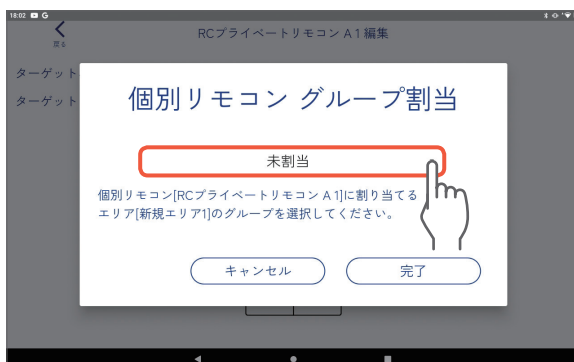 18:02 G
RCプライベートリモコン A1編集
戻る
ターゲット
ターゲット
個別リモコン グループ割当
未割当
個別リモコン[RCプライベートリモコン A1]に割り当てる
エリア[新規エリア1]のグループを選択してください。
キャンセル 完了